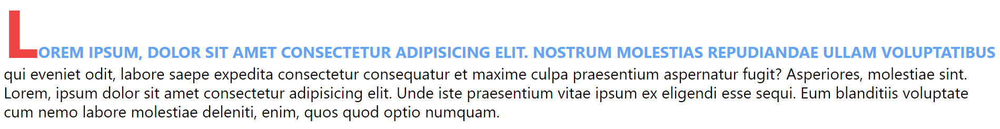 LOREM IPSUM, DOLOR SIT AMET CONSECTETUR ADIPISICING ELIT. NOSTRUM MOLESTIAS REPUDIANDAE ULLAM VOLUPTATIBUS
qui eveniet odit, labore saepe expedita consectetur consequatur et maxime culpa praesentium aspernatur fugit? Asperiores, molestiae sint.
Lorem, ipsum dolor sit amet consectetur adipisicing elit. Unde iste praesentium vitae ipsum ex eligendi esse sequi. Eum blanditiis voluptate
cum nemo labore molestiae deleniti, enim, quos quod optio numquam.